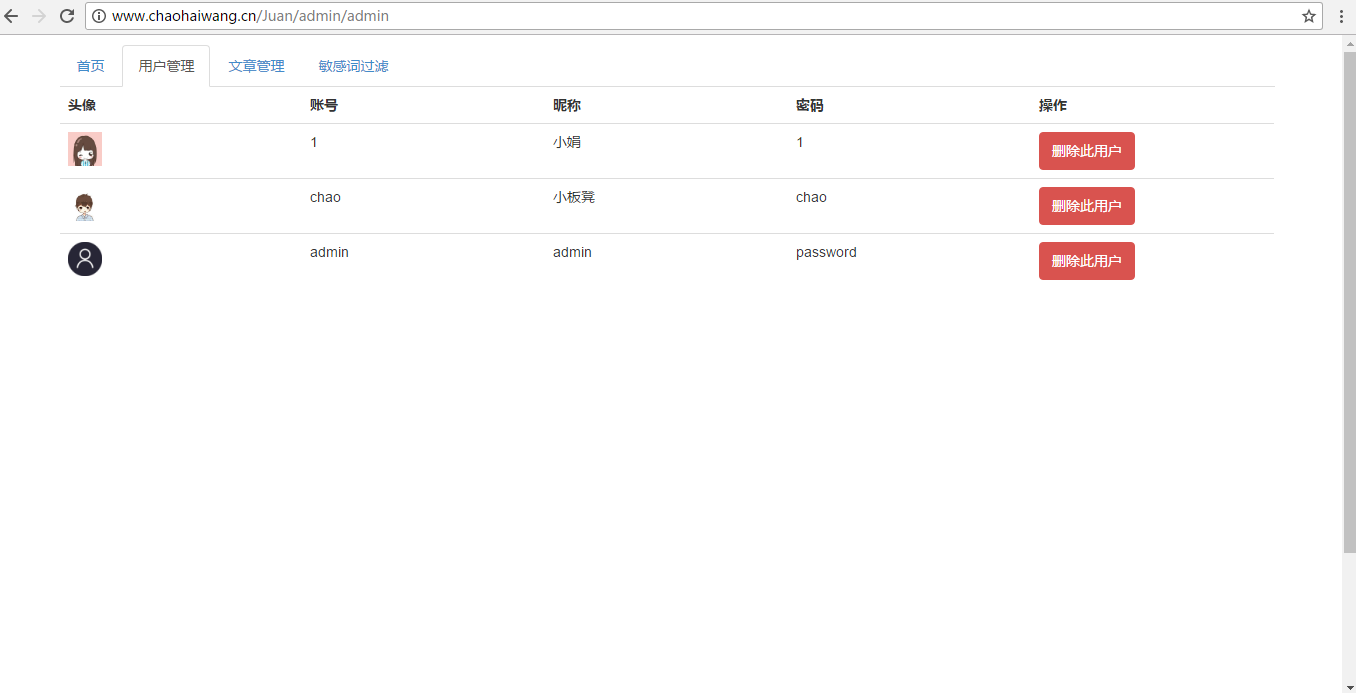 www.chaohaiwang.cn/Juan/admin/admin
首页 用户管理 文章管理 敏感词过滤
头像 账号 昵称 密码 操作
1 小娟 1 删除此用户
chao 小板凳 chao 删除此用户
admin admin password 删除此用户